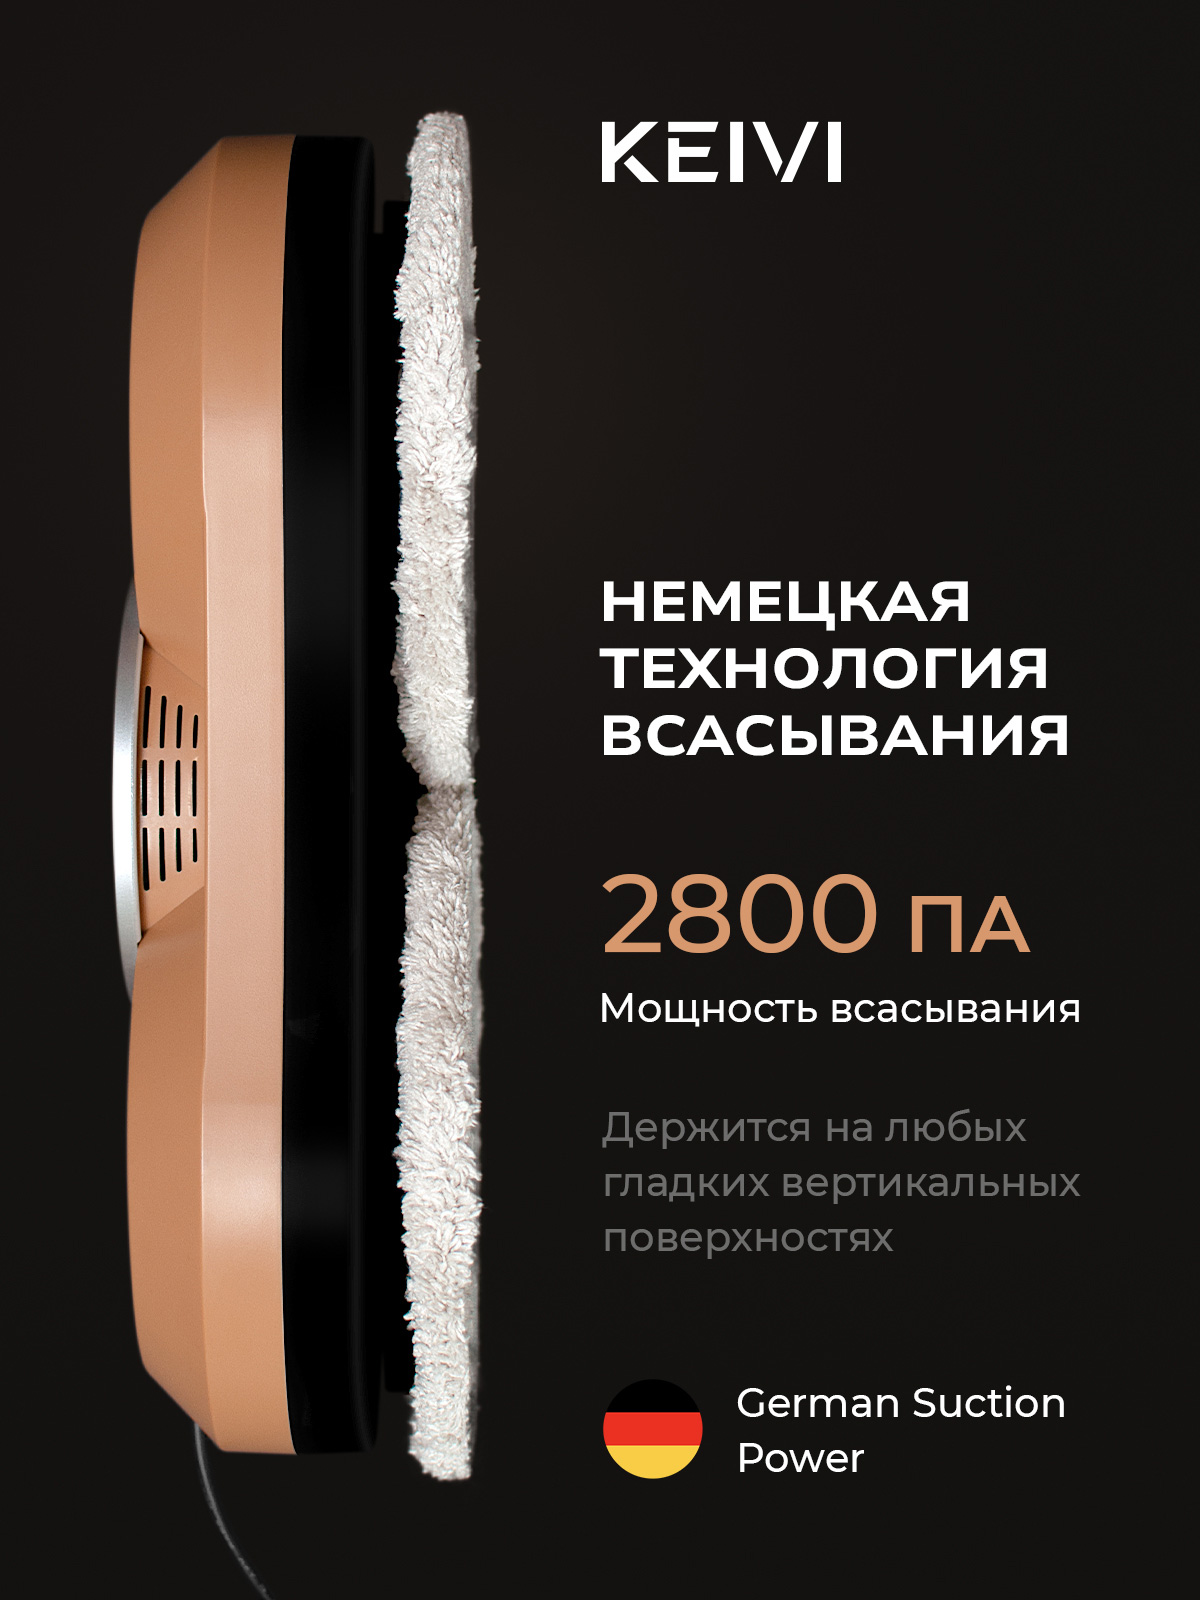 KEIVI
НЕМЕЦКАЯ
ТЕХНОЛОГИЯ
ВСАСЫВАНИЯ
2800 ПА
Мощность всасывания
Держится на любых
гладких вертикальных
поверхностях
German Suction
Power